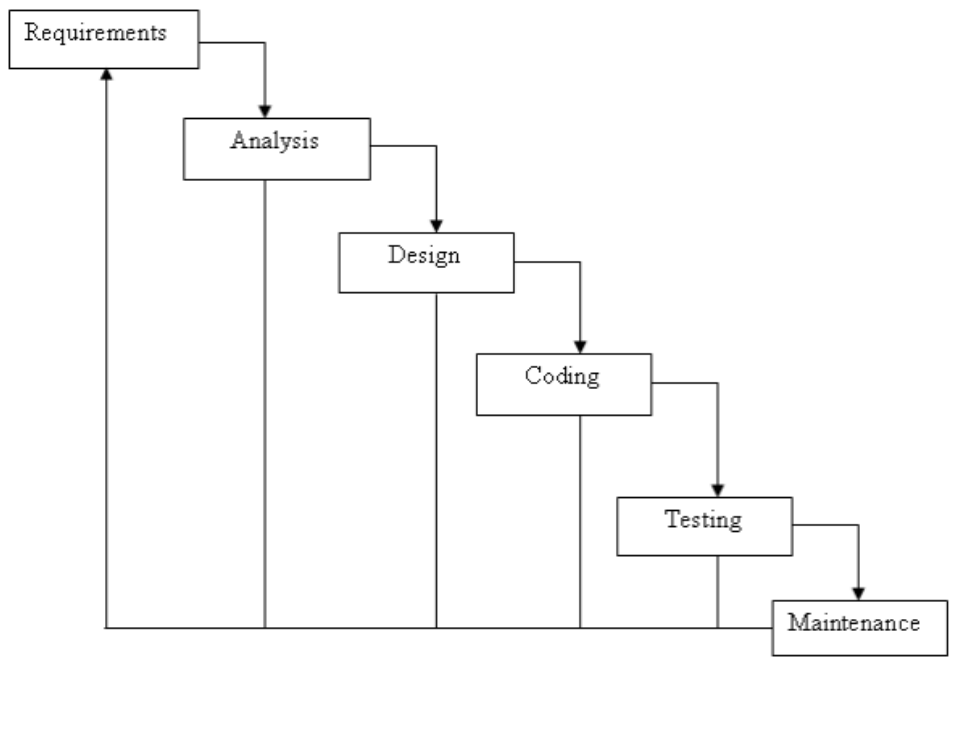 Requirements
Analysis
Design
Coding
Testing
Maintenance